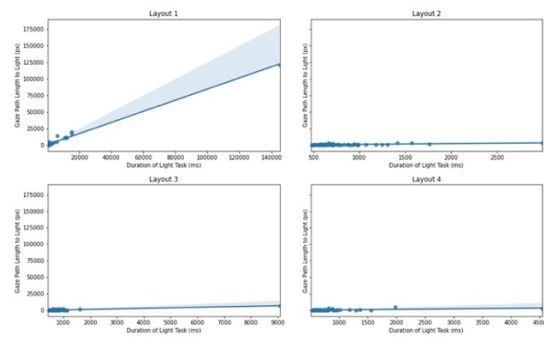 Layout 1
Gaze Path Length to Light (px)
175000
150000
125000
100000
75000
50000
25000
0
20000 40000 60000 80000 100000 120000 140000
Duration of Light Task (ms)
Layout 2
Gaze Path Length to Light (px)
500 1000 1500 2000 2500
Duration of Light Task (ms)
Layout 3
Gaze Path Length to Light (px)
175000
150000
125000
100000
75000
50000
25000
0
1000 2000 3000 4000 5000 6000 7000 8000 9000
Duration of Light Task (ms)
Layout 4
Gaze Path Length to Light (px)
500 1000 1500 2000 2500 3000 3500 4000 4500
Duration of Light Task (ms)